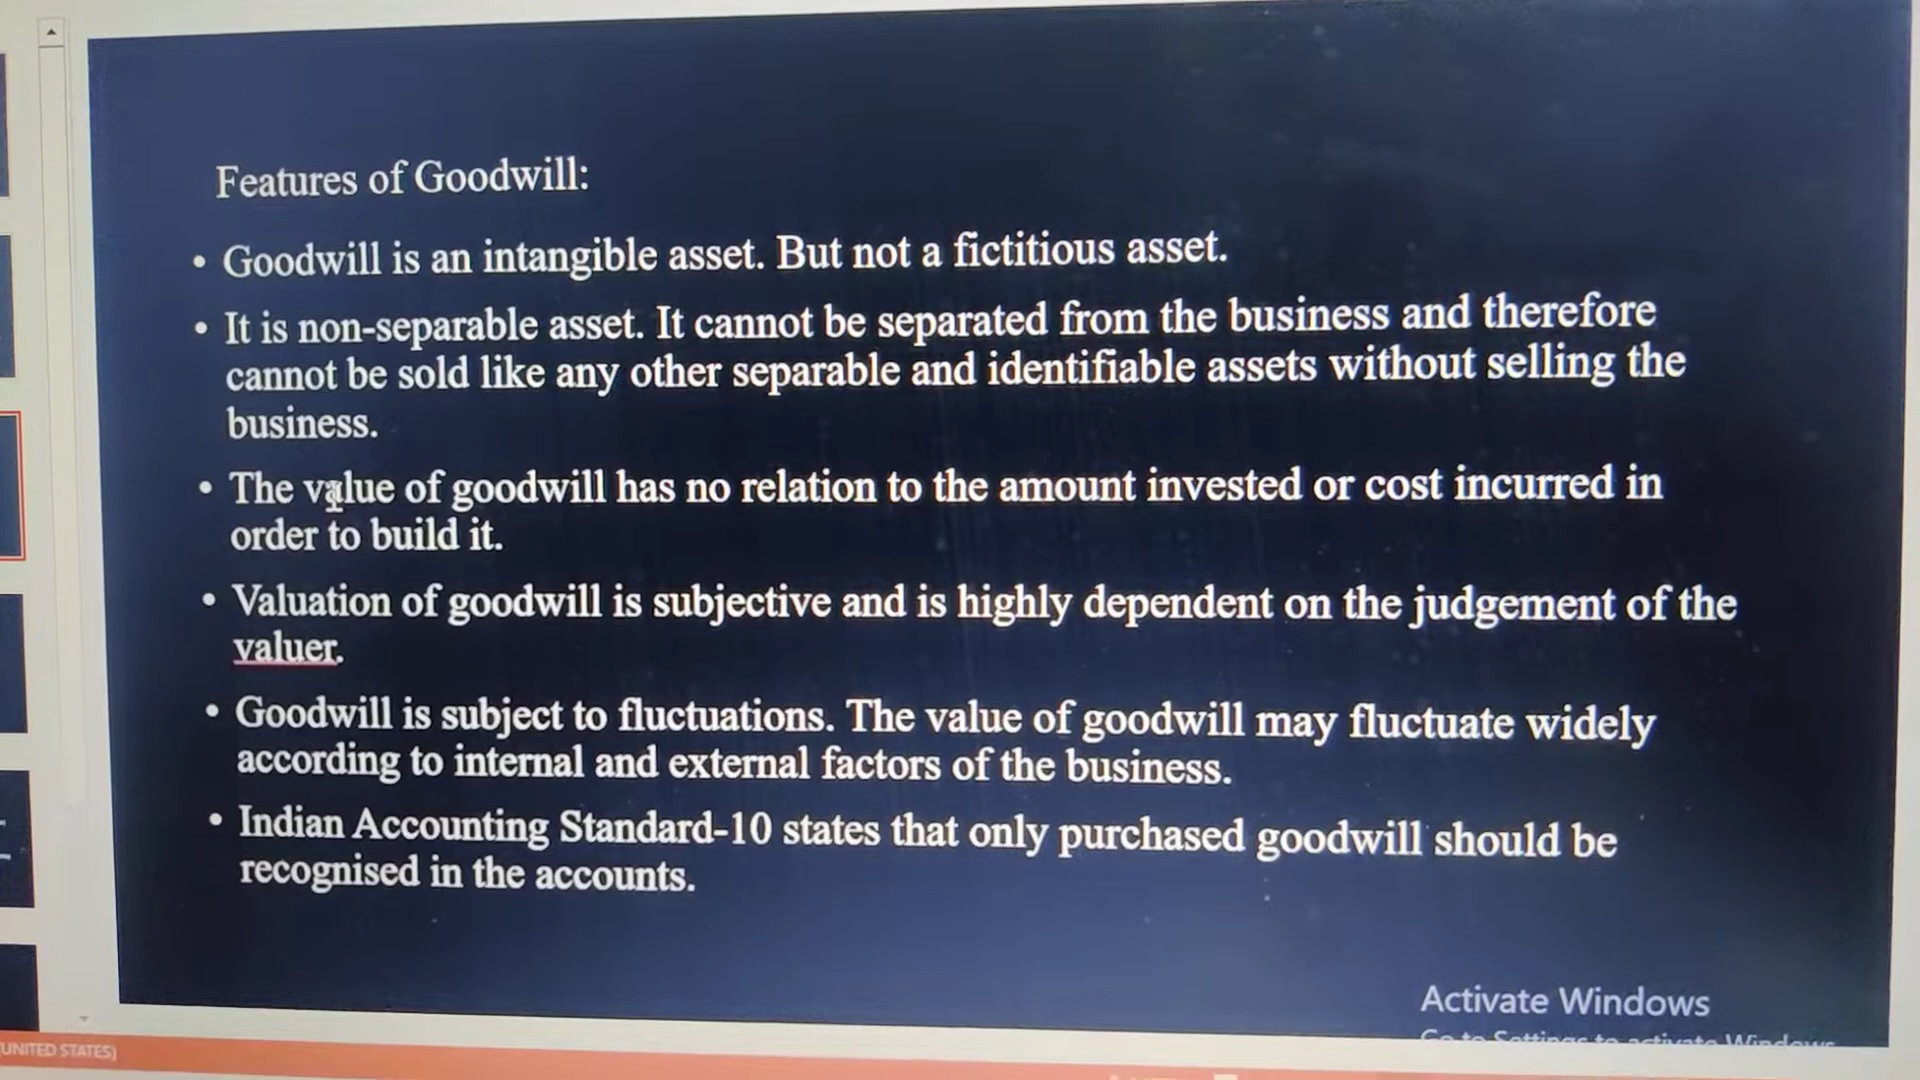 Features of Goodwill:
• Goodwill is an intangible asset. But not a fictitious asset.
• It is non-separable asset. It cannot be separated from the business and therefore
cannot be sold like any other separable and identifiable assets without selling the
business.
• The value of goodwill has no relation to the amount invested or cost incurred in
order to build it.
• Valuation of goodwill is subjective and is highly dependent on the judgement of the
valuer.
• Goodwill is subject to fluctuations. The value of goodwill may fluctuate widely
according to internal and external factors of the business.
• Indian Accounting Standard-10 states that only purchased goodwill should be
recognised in the accounts.
Activate Windows
Go to Settings to activate Windows.
(UNITED STATES)